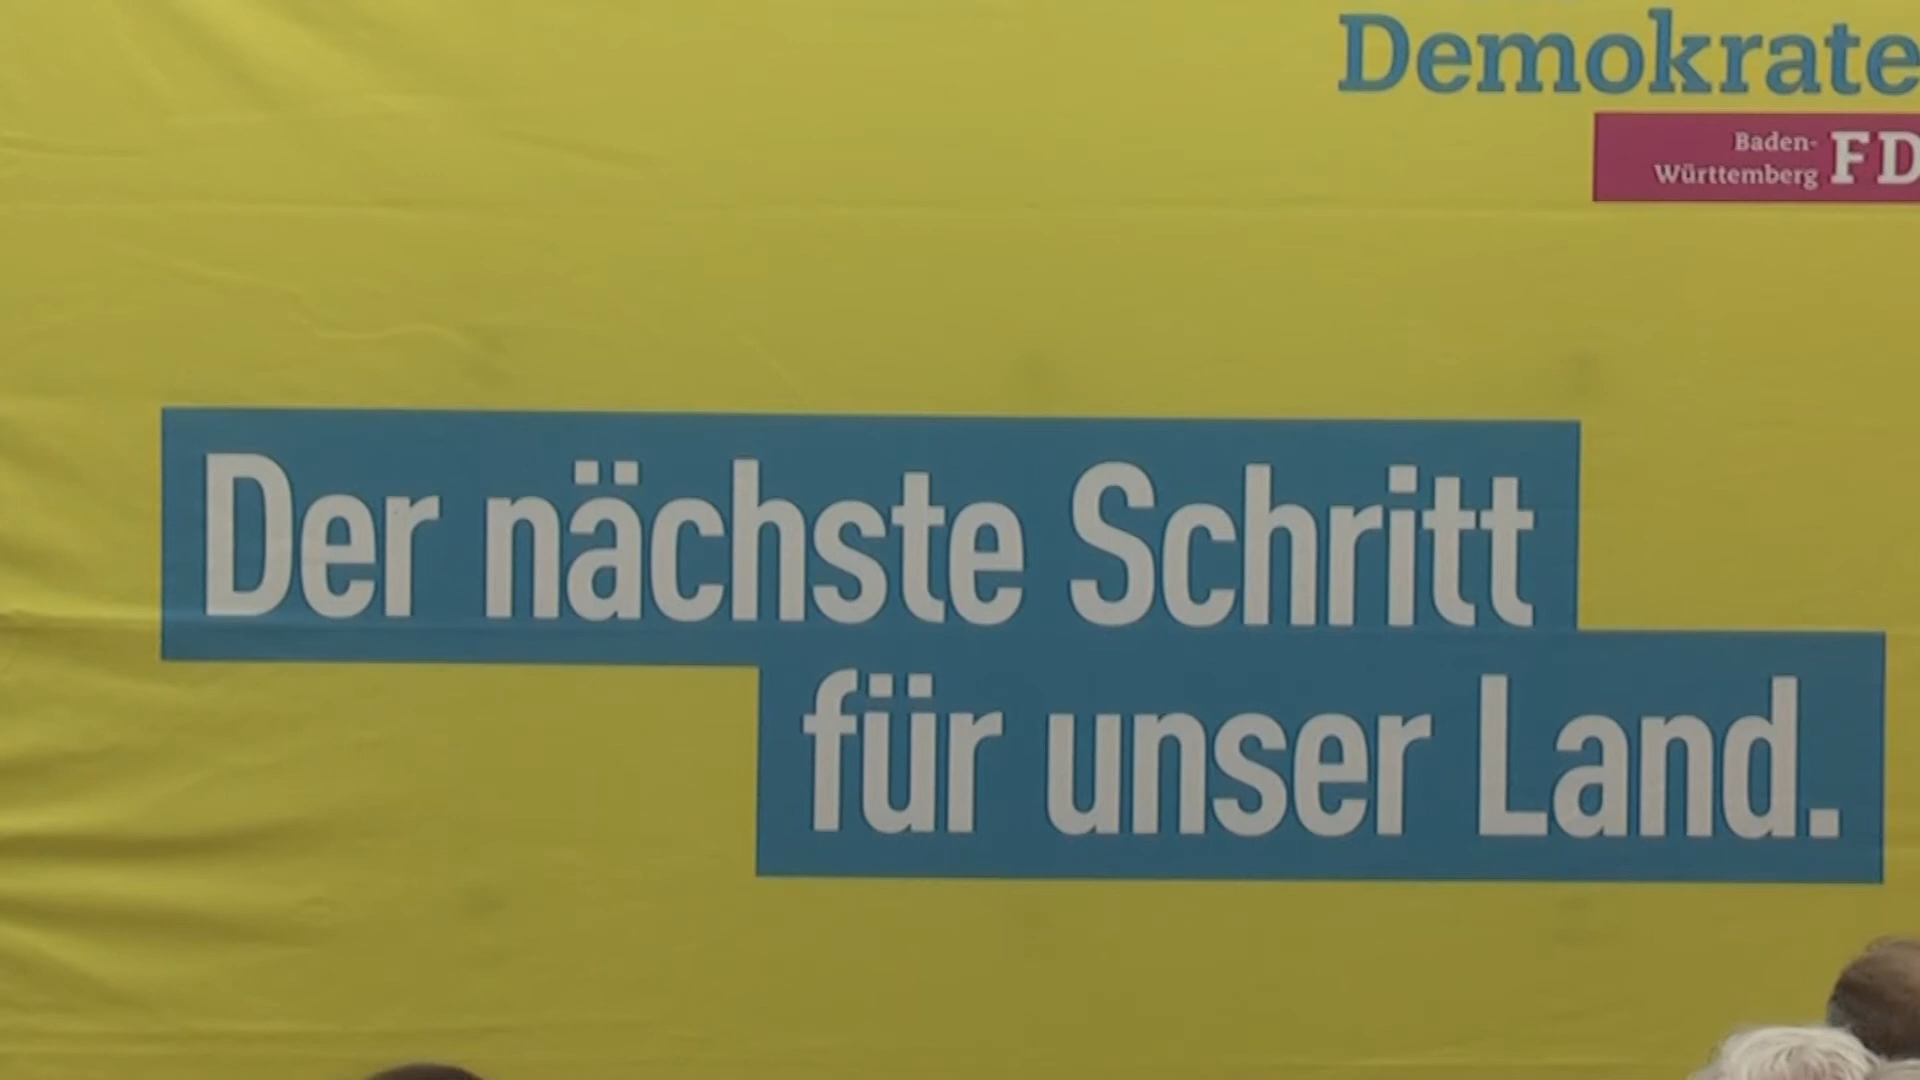 Demokrate
Baden-
Württemberg FD
Der nächste Schritt
für unser Land.